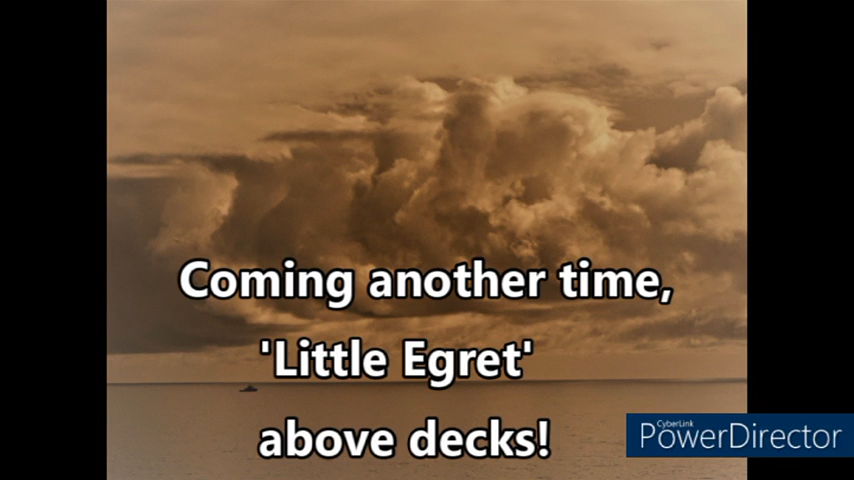 Coming another time,
'Little Egret'
above decks!
CyberLink
PowerDirector